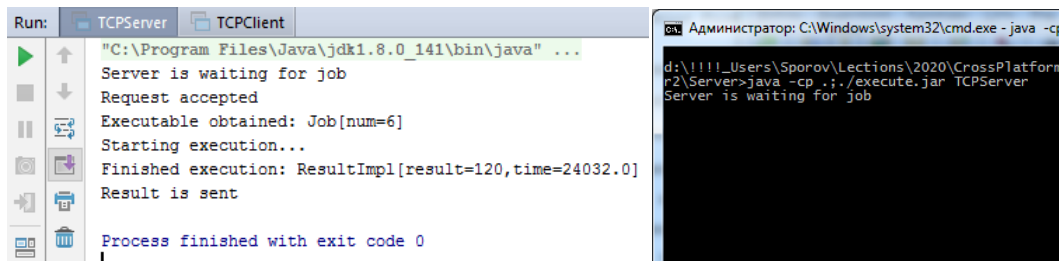 Run: TCPServer TCPClient
"C:\Program Files\Java\jdk1.8.0_141\bin\java" ...
Server is waiting for job
Request accepted
Executable obtained: Job[num=6]
Starting execution...
Finished execution: ResultImpl[result=120,time=24032.0]
Result is sent
Process finished with exit code 0
Администратор: C:\Windows\system32\cmd.exe - java -cp
d:\!!!!_Users\Sporov\Lections\2020\CrossPlatform
r2\Server>java -cp .;./execute.jar TCPServer
Server is waiting for job